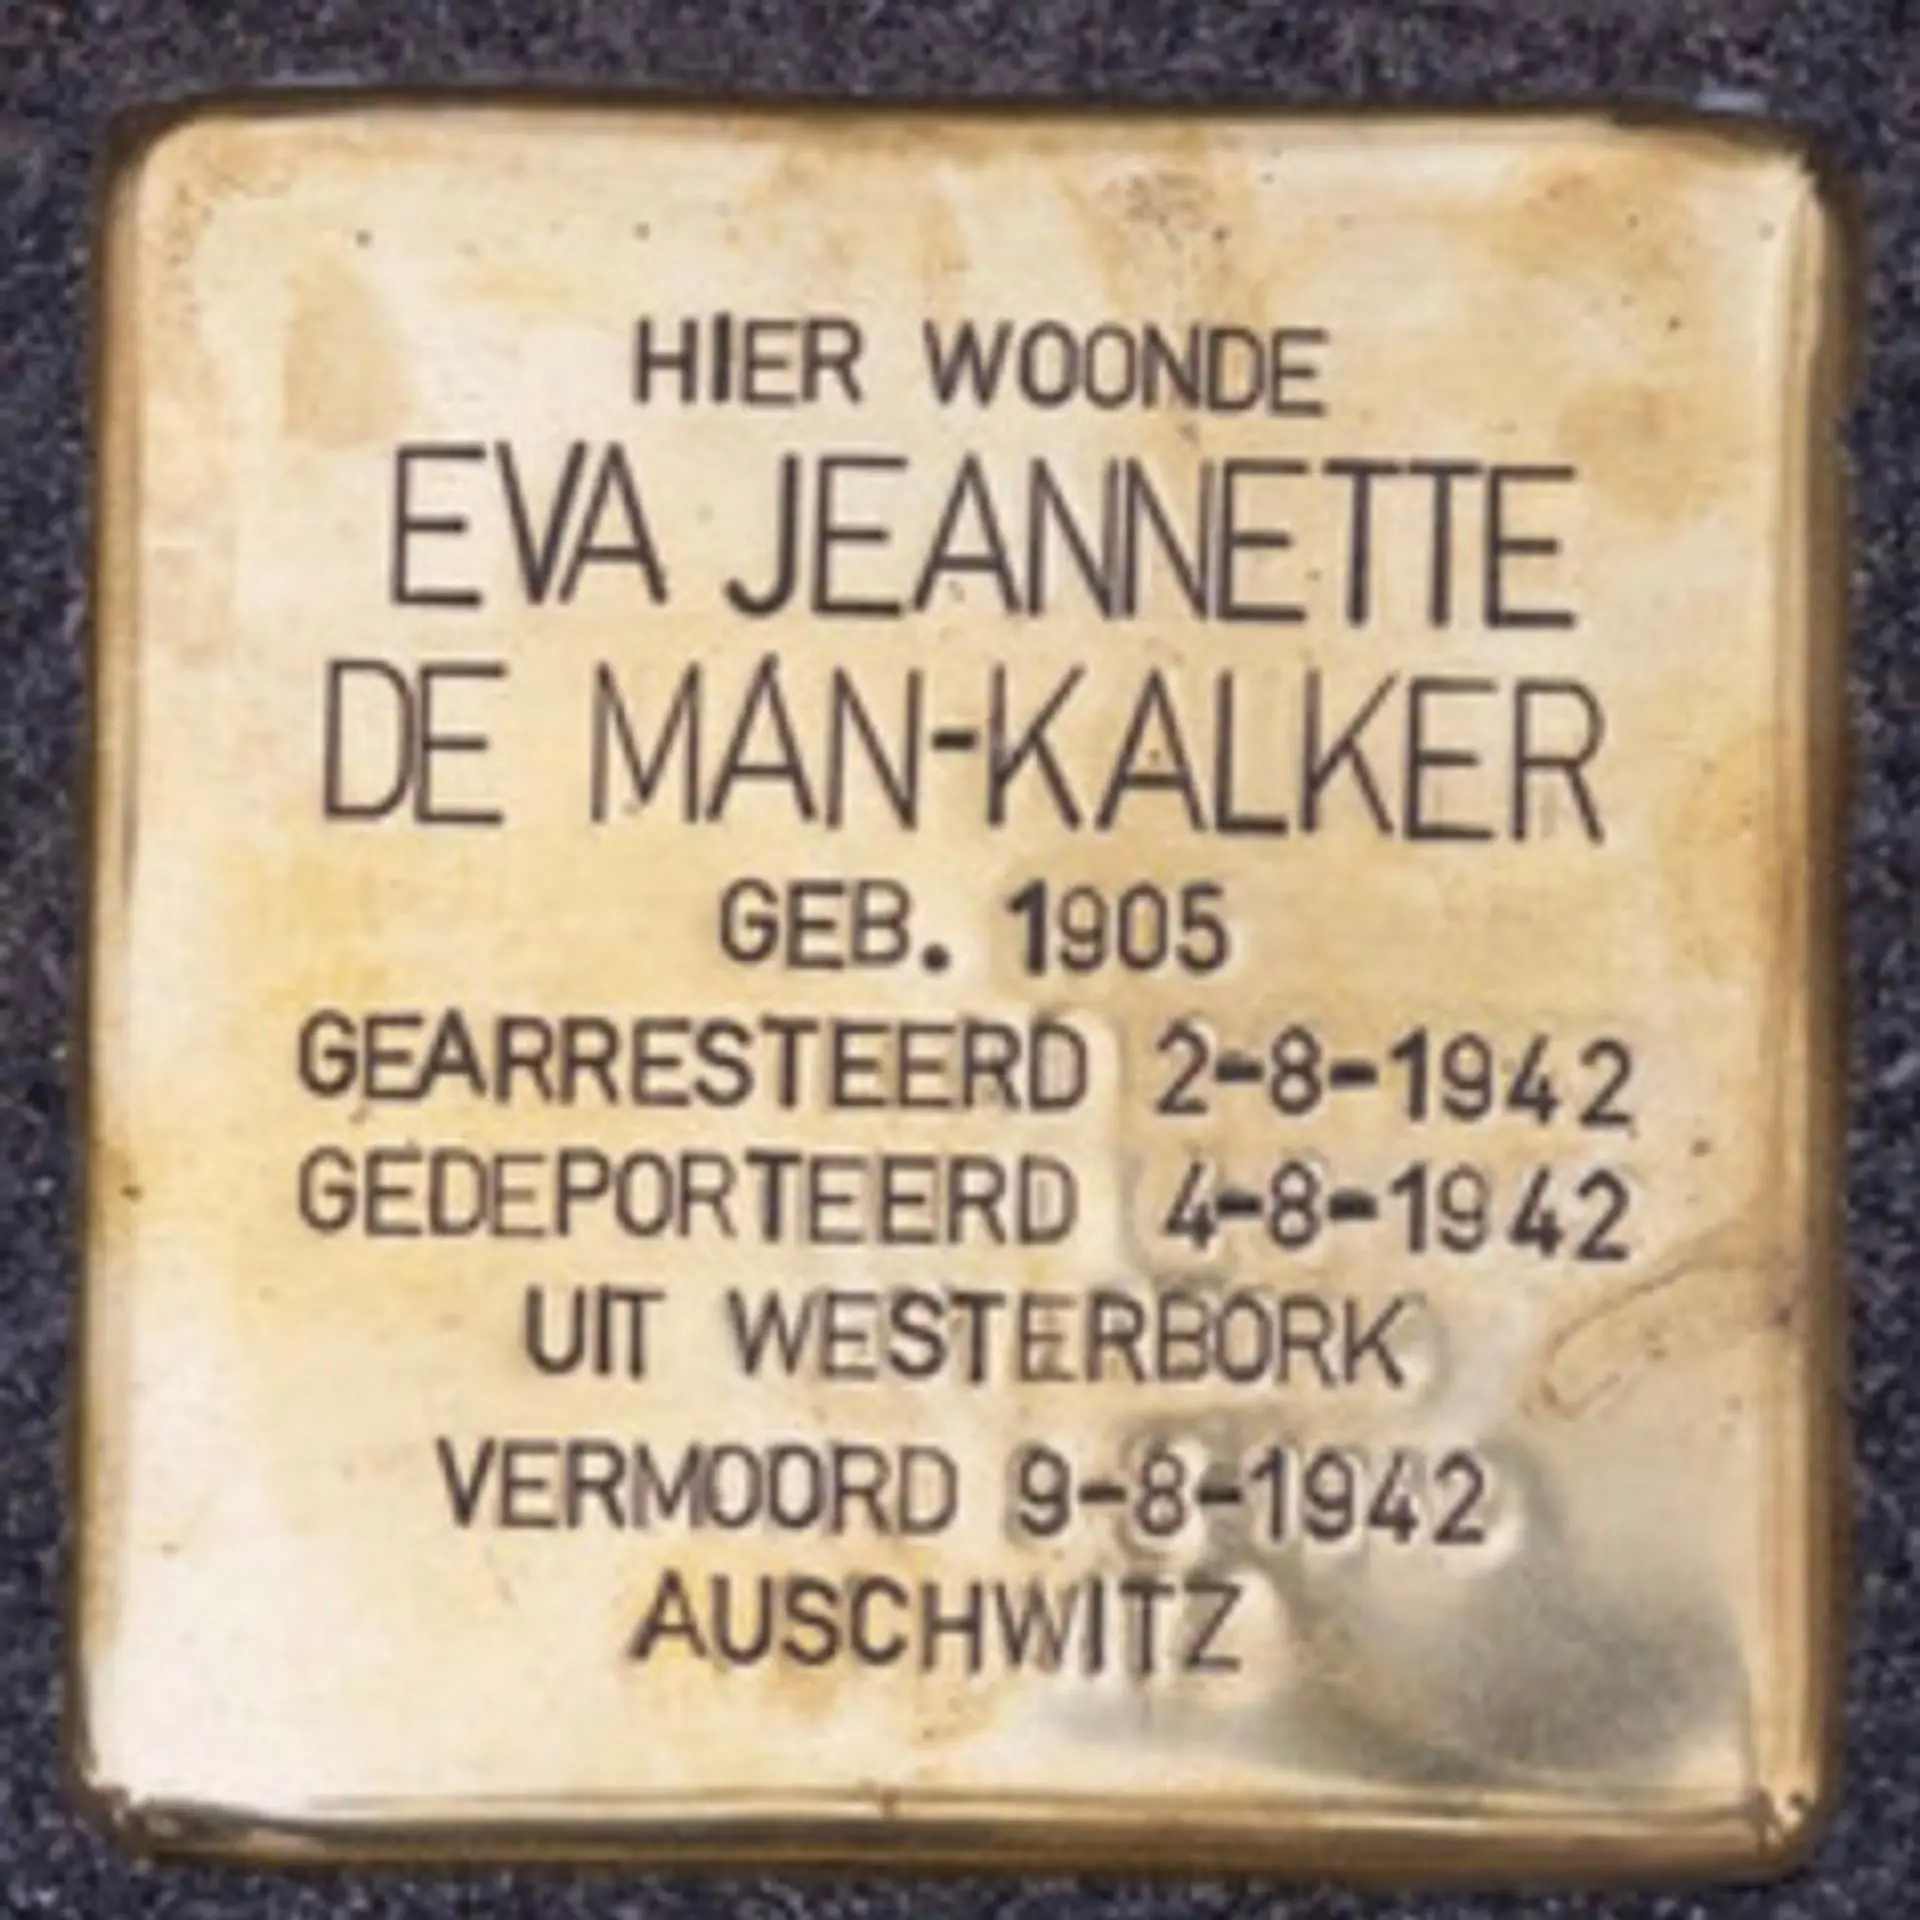 HIER WOONDE
EVA JEANNETTE
DE MAN-KALKER
GEB. 1905
GEARRESTEERD 2-8-1942
GEDEPORTEERD 4-8-1942
UIT WESTERBORK
VERMOORD 9-8-1942
AUSCHWITZ